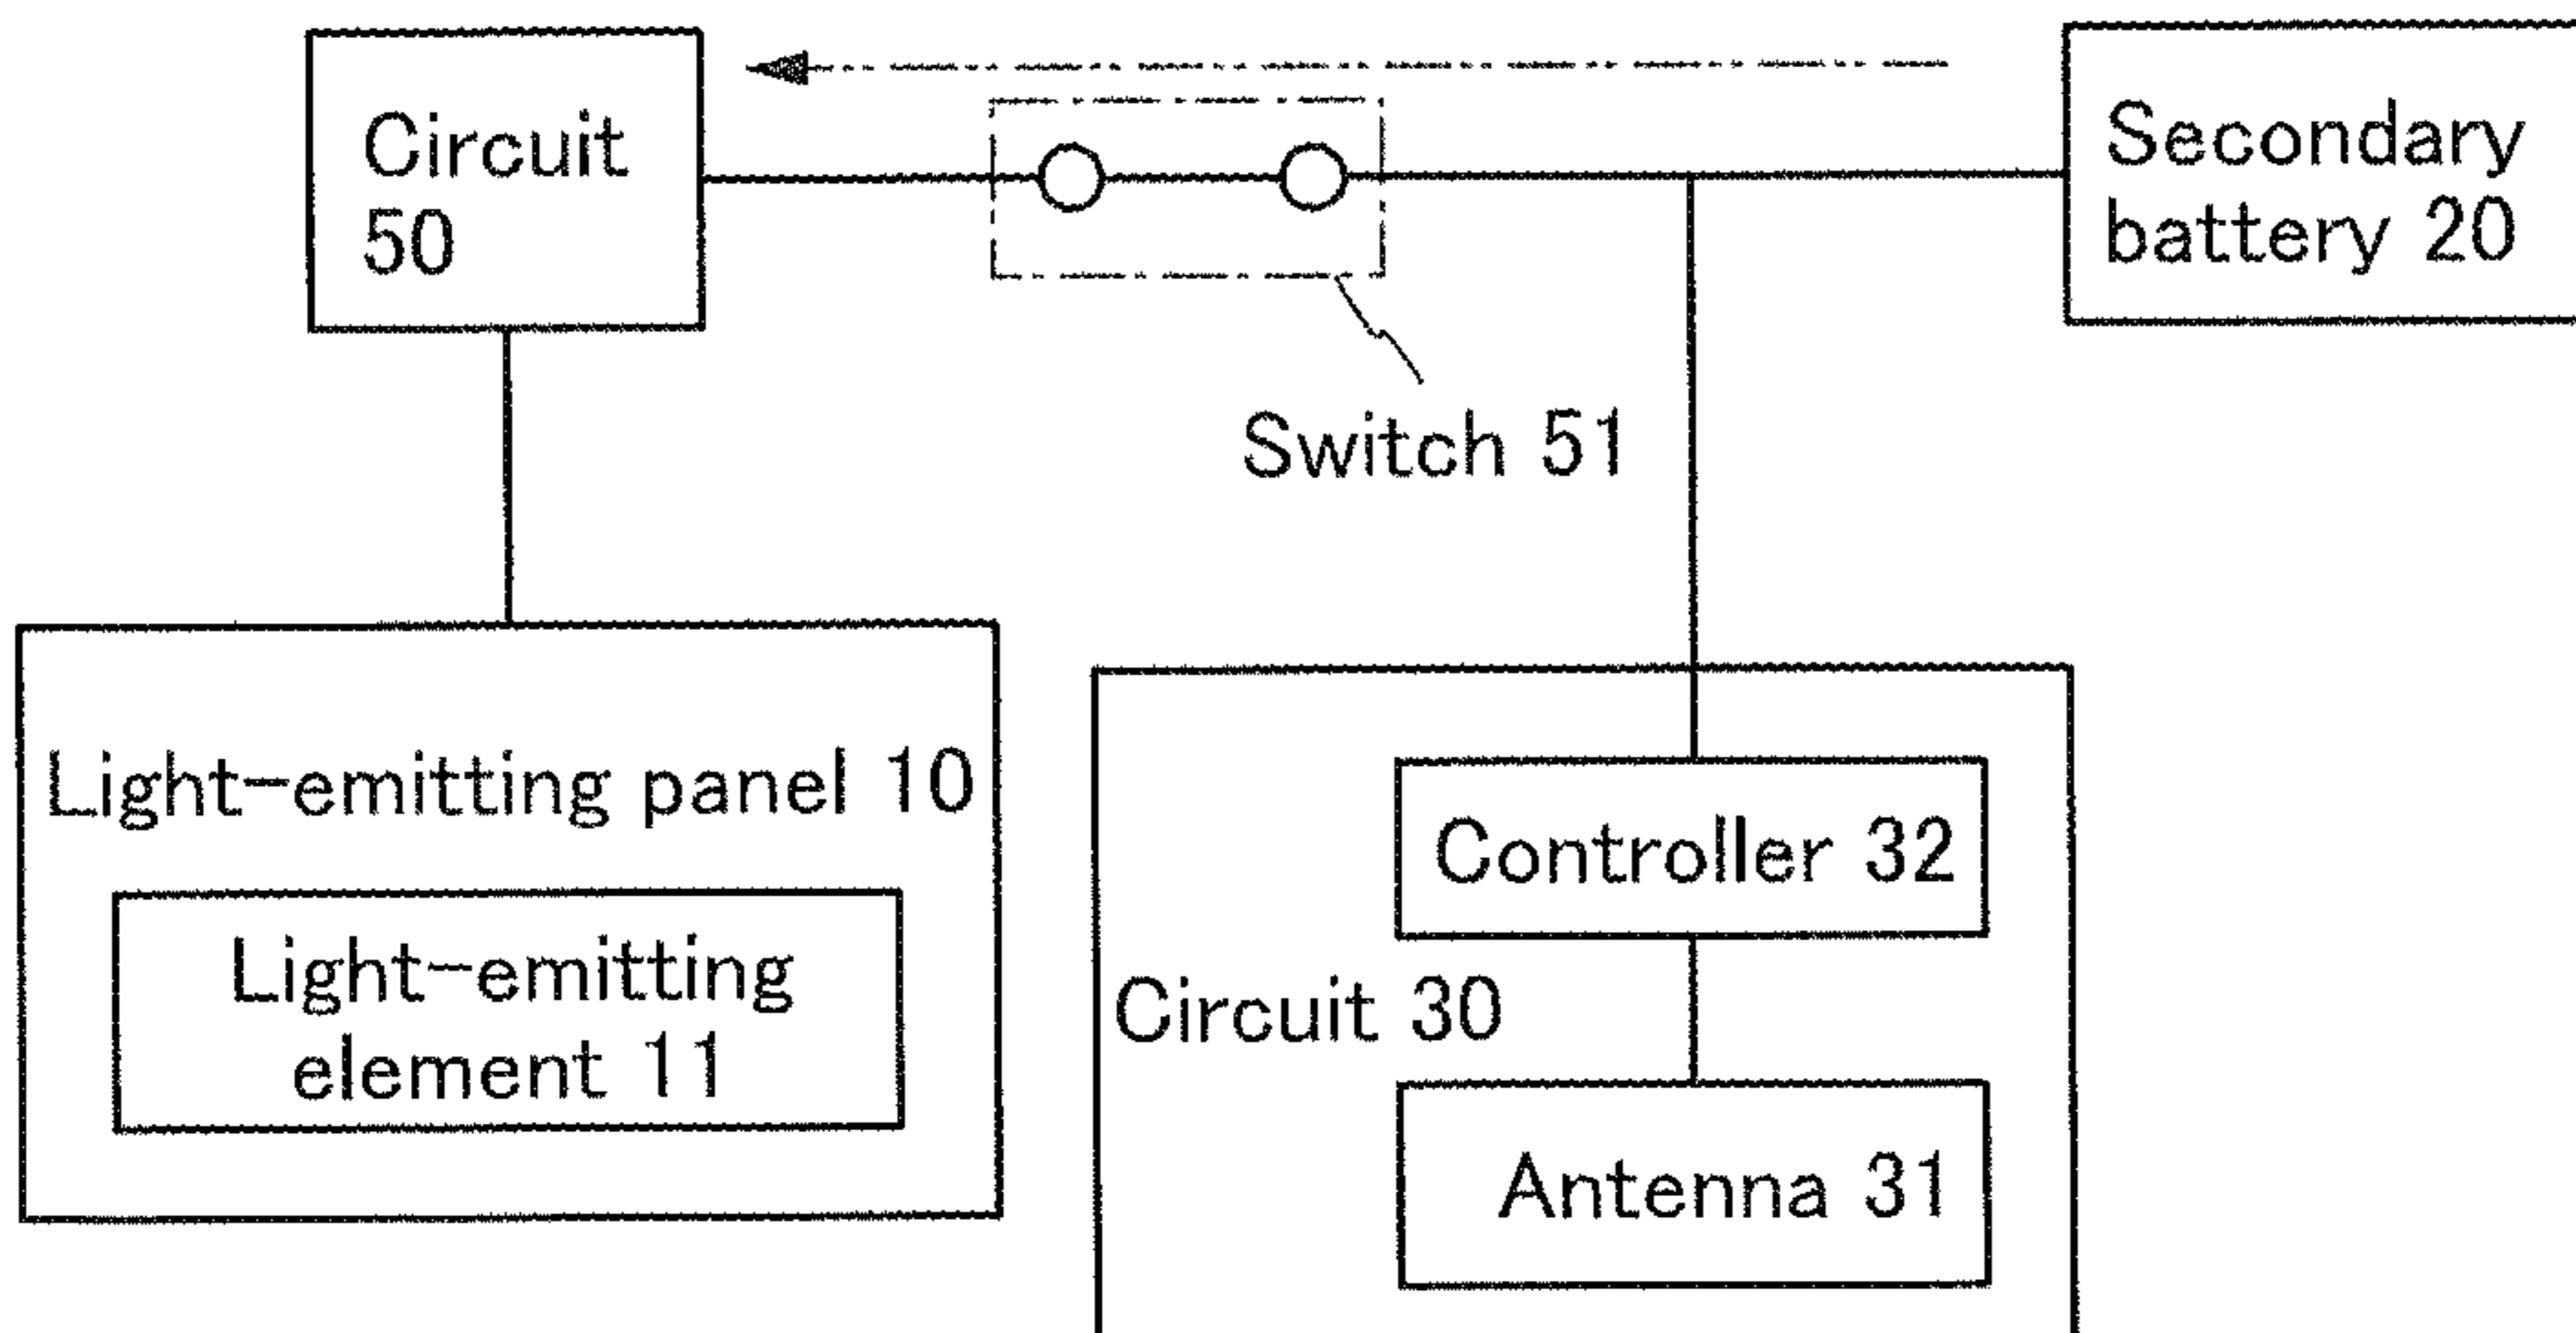 Circuit
50
Secondary
battery 20
Switch 51
Light-emitting panel 10
Light-emitting
element 11
Controller 32
Circuit 30
Antenna 31